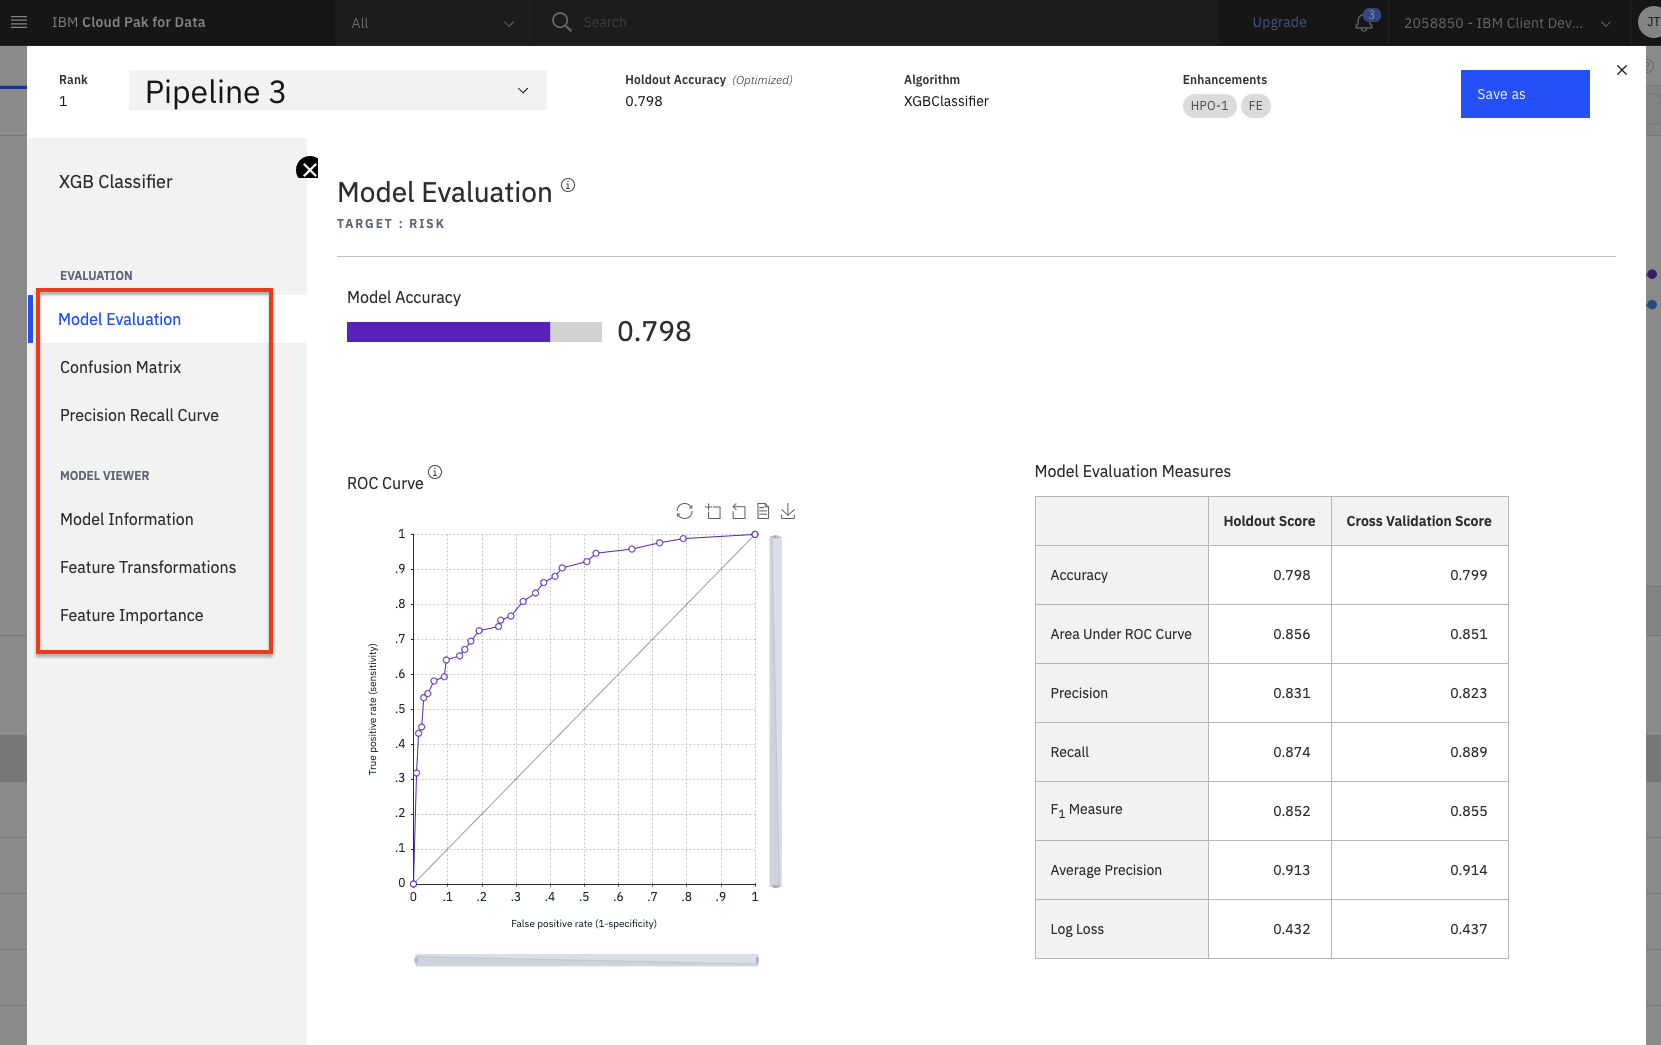 IBM Cloud Pak for Data
All
Search
Upgrade
3
2058850 - IBM Client Dev...
JT
Rank
1
Pipeline 3
Holdout Accuracy (Optimized)
0.798
Algorithm
XGBClassifier
Enhancements
HPO-1 FE
Save as
XGB Classifier
EVALUATION
Model Evaluation
Confusion Matrix
Precision Recall Curve
MODEL VIEWER
Model Information
Feature Transformations
Feature Importance
Model Evaluation
TARGET : RISK
Model Accuracy
0.798
ROC Curve
True positive rate (sensitivity)
1
.9
.8
.7
.6
.5
.4
.3
.2
.1
0
0 .1 .2 .3 .4 .5 .6 .7 .8 .9 1
False positive rate (1-specificity)
Model Evaluation Measures
Holdout Score Cross Validation Score
Accuracy 0.798 0.799
Area Under ROC Curve 0.856 0.851
Precision 0.831 0.823
Recall 0.874 0.889
F1 Measure 0.852 0.855
Average Precision 0.913 0.914
Log Loss 0.432 0.437